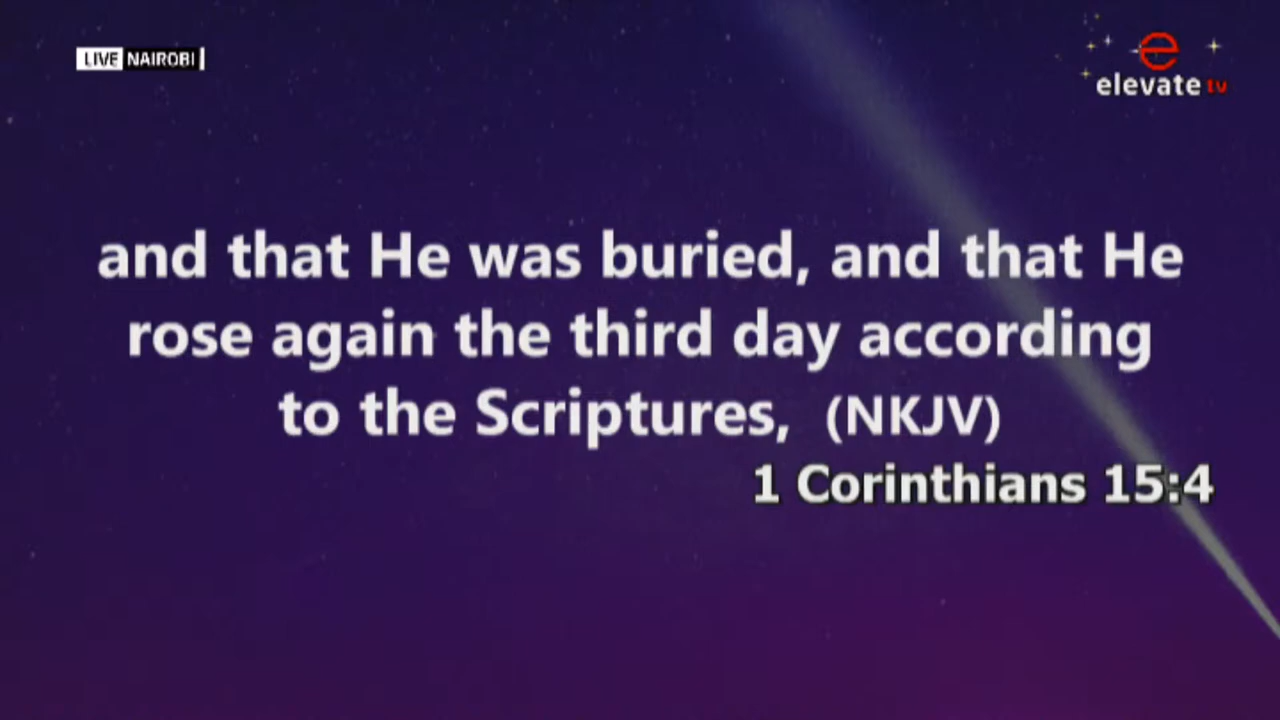 LIVE NAIROBI
e
elevate tv
and that He was buried, and that He
rose again the third day according
to the Scriptures, (NKJV)
1 Corinthians 15:4